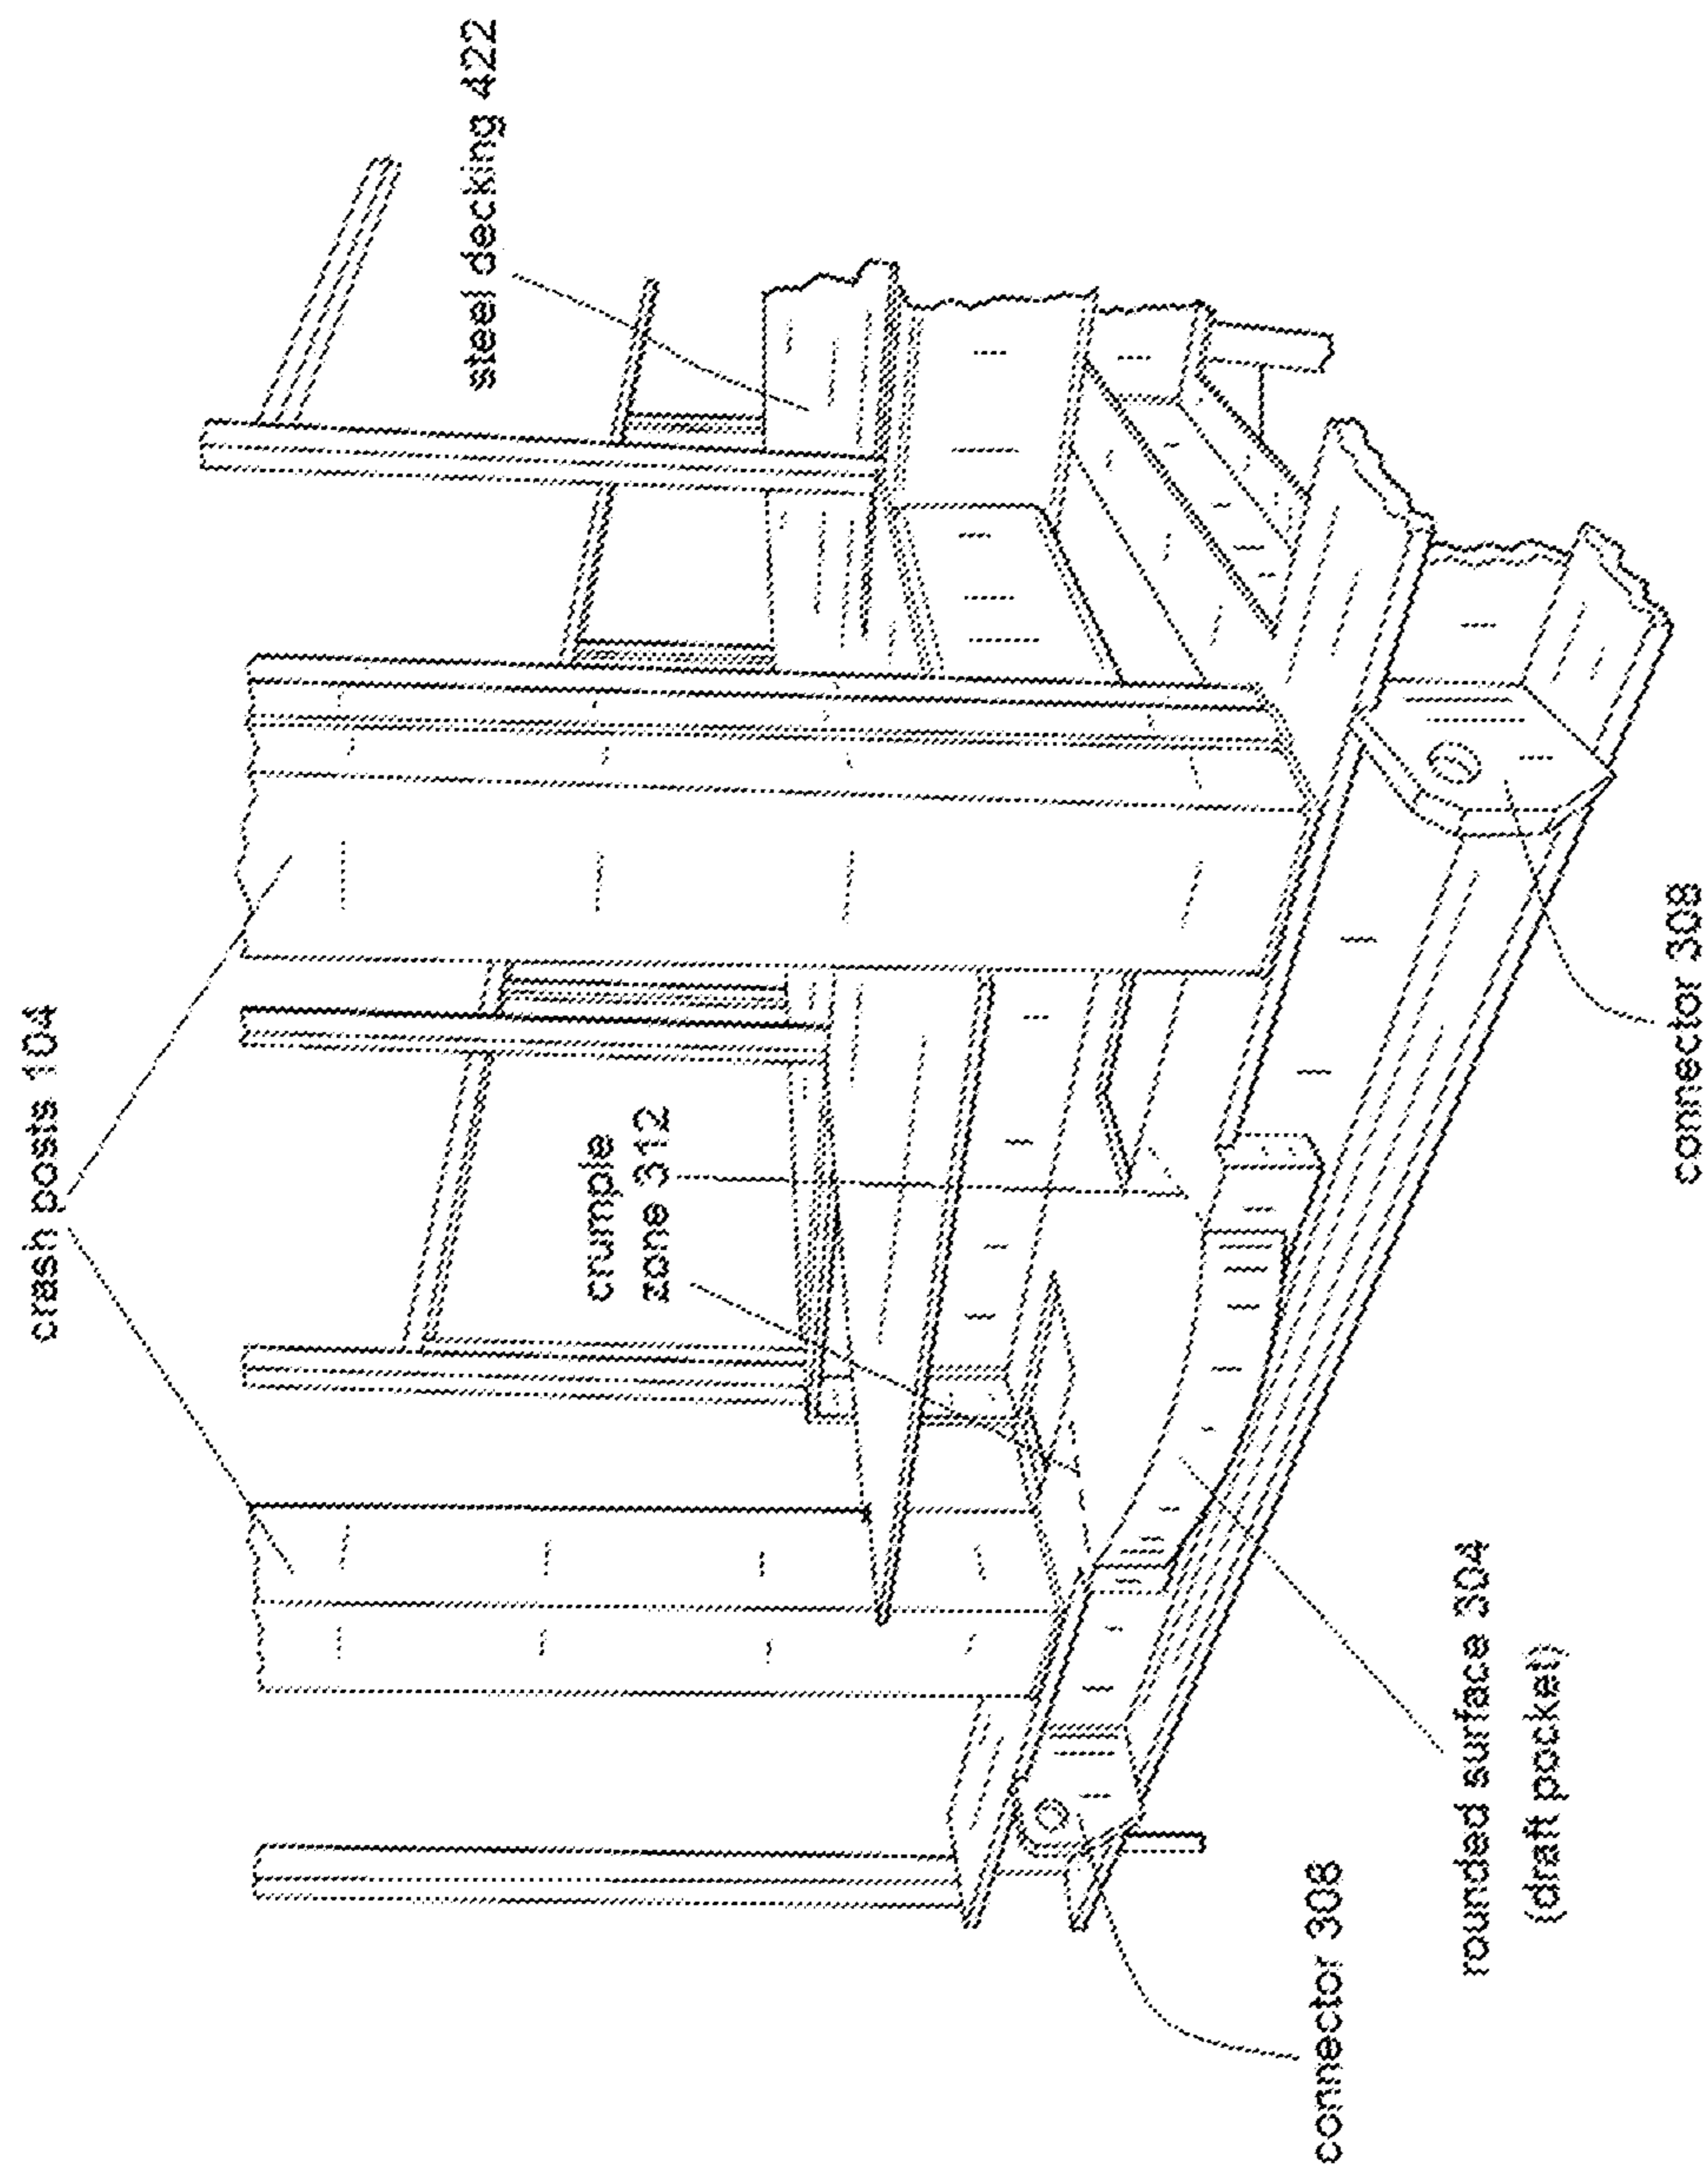 crash posts 104
steel decking 422
crumple
zone 312
connector 308
rounded surface 304
(draft pocket)
connector 308